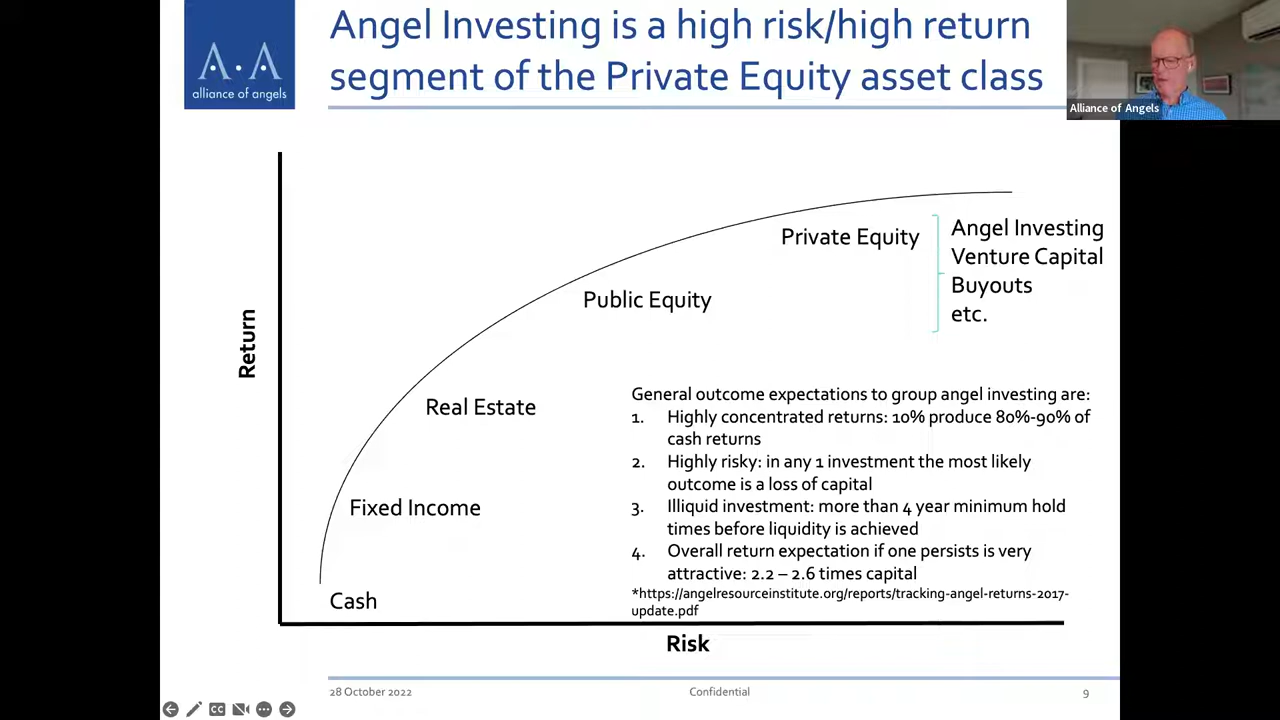 Angel Investing is a high risk/high return
segment of the Private Equity asset class
A.A
alliance of angels
Alliance of Angels
Return
Private Equity
Angel Investing
Venture Capital
Buyouts
etc.
Public Equity
Real Estate
Fixed Income
Cash
General outcome expectations to group angel investing are:
1. Highly concentrated returns: 10% produce 80%-90% of
cash returns
2. Highly risky: in any 1 investment the most likely
outcome is a loss of capital
3. Illiquid investment: more than 4 year minimum hold
times before liquidity is achieved
4. Overall return expectation if one persists is very
attractive: 2.2 – 2.6 times capital
*https://angelresourceinstitute.org/reports/tracking-angel-returns-2017-
update.pdf
Risk
28 October 2022
Confidential
9
CC